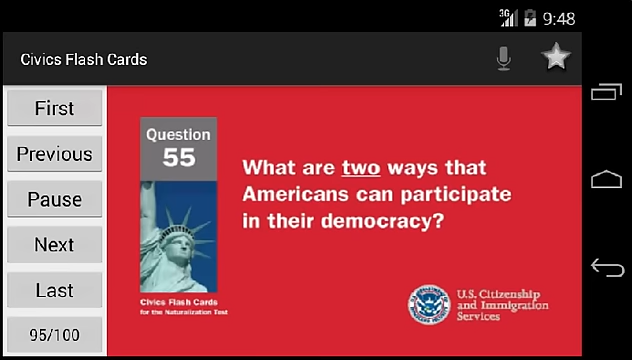 3G 9:48
Civics Flash Cards
First
Previous
Pause
Next
Last
95/100
Question
55
What are two ways that
Americans can participate
in their democracy?
Civics Flash Cards
for the Naturalization Test
U.S. Citizenship
and Immigration
Services